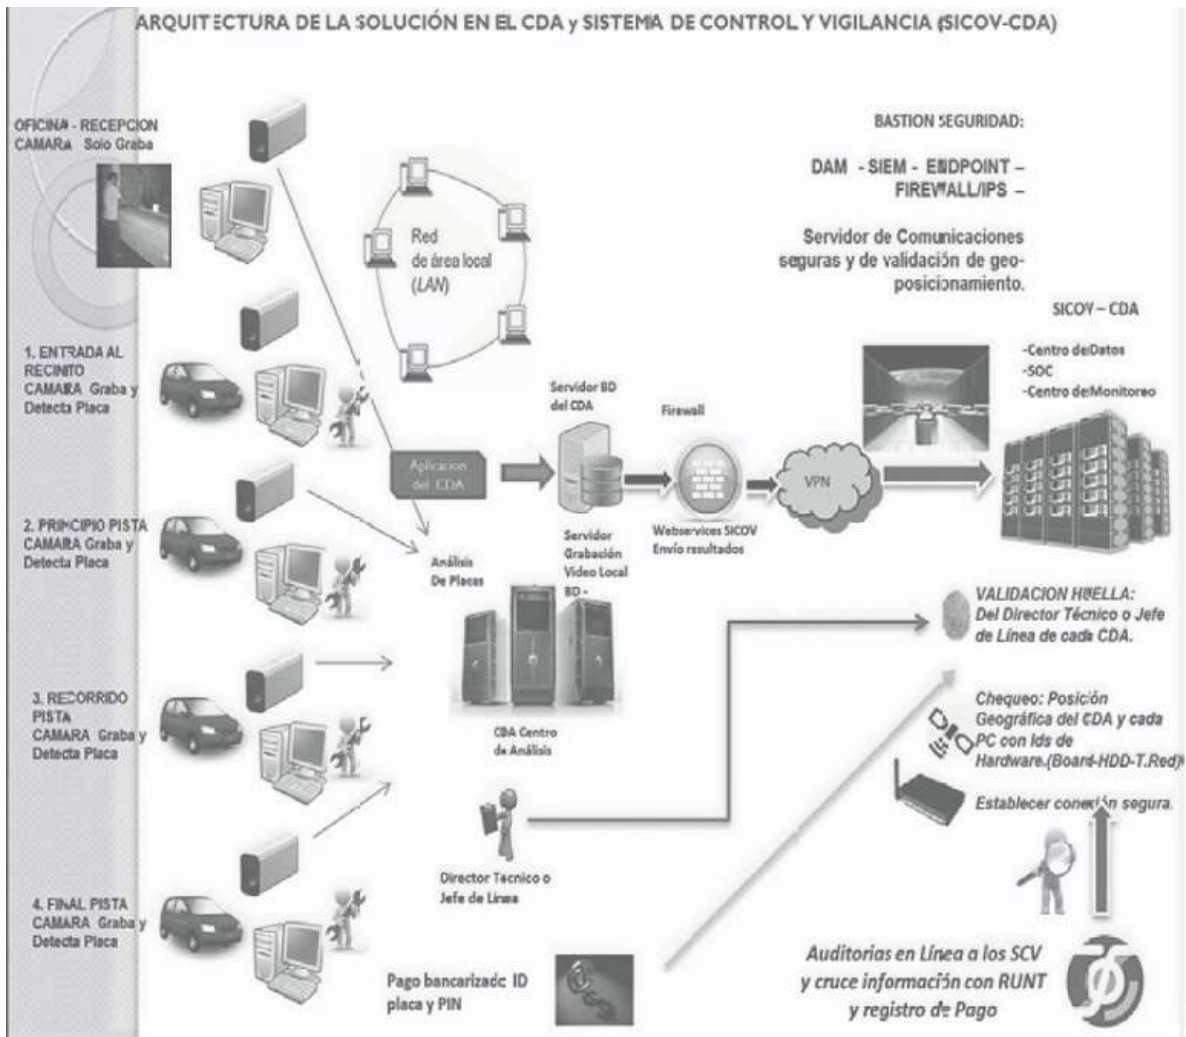 ARQUITECTURA DE LA SOLUCIÓN EN EL CDA y SISTEMA DE CONTROL Y VIGILANCIA (SICOV-CDA)
OFICINA - RECEPCION
CAMARA Solo Graba
Red
de área local
(LAN)
BASTION SEGURIDAD:
DAM - SIEM - ENDPOINT –
FIREWALL/IPS –
Servidor de Comunicaciones
seguras y de validación de geo-
posicionamiento.
SICOV – CDA
-Centro de Datos
-SOC
-Centro de Monitoreo
1. ENTRADA AL
RECINITO
CAMARA Graba y
Detecta Placa
Servidor BD
del CDA
Firewall
Aplicacion
del CDA
VPN
2. PRINCIPIO PISTA
CAMARA Graba y
Detecta Placa
Análisis
De Placas
Servidor
Grabación
Video Local
BD -
Webservices SICOV
Envío resultados
VALIDACION HUELLA:
Del Director Técnico o Jefe
de Línea de cada CDA.
3. RECORRIDO
PISTA
CAMARA Graba y
Detecta Placa
CDA Centro
de Análisis
Chequeo: Posición
Geográfica del CDA y cada
PC con Ids de
Hardware.(Board-HDD-T.Red)
Establecer conexión segura.
Director Tecnico o
Jefe de Linea
4. FINAL PISTA
CAMARA Graba y
Detecta Placa
Pago bancarizado ID
placa y PIN
Auditorias en Línea a los SCV
y cruce información con RUNT
y registro de Pago